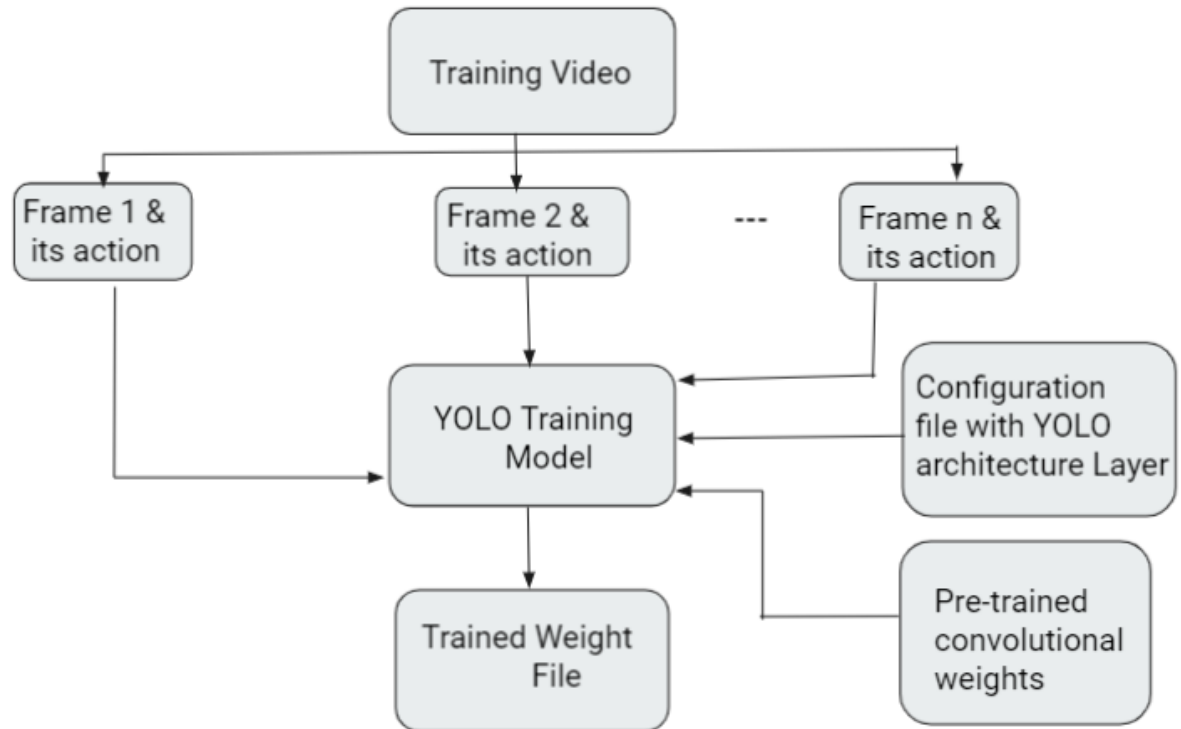 Training Video
Frame 1 &
its action
Frame 2 &
its action
---
Frame n &
its action
YOLO Training
Model
Configuration
file with YOLO
architecture Layer
Trained Weight
File
Pre-trained
convolutional
weights